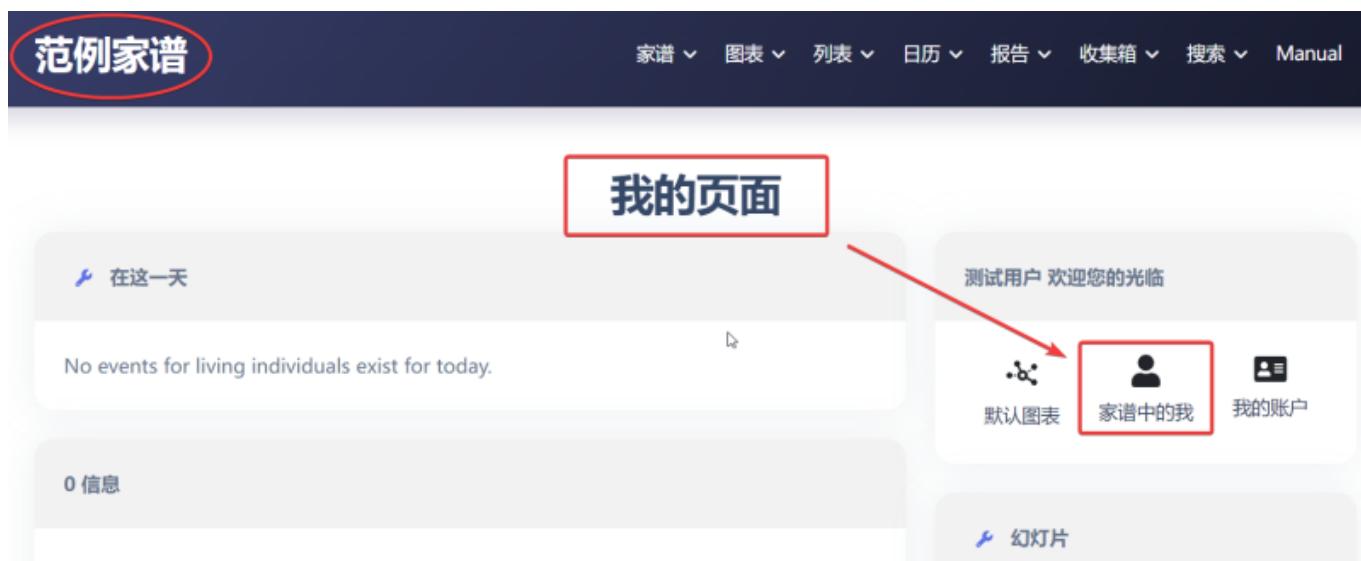 范例家谱
家谱 图表 列表 日历 报告 收集箱 搜索 Manual
我的页面
在这一天
No events for living individuals exist for today.
0 信息
测试用户 欢迎您的光临
默认图表 家谱中的我 我的账户
幻灯片